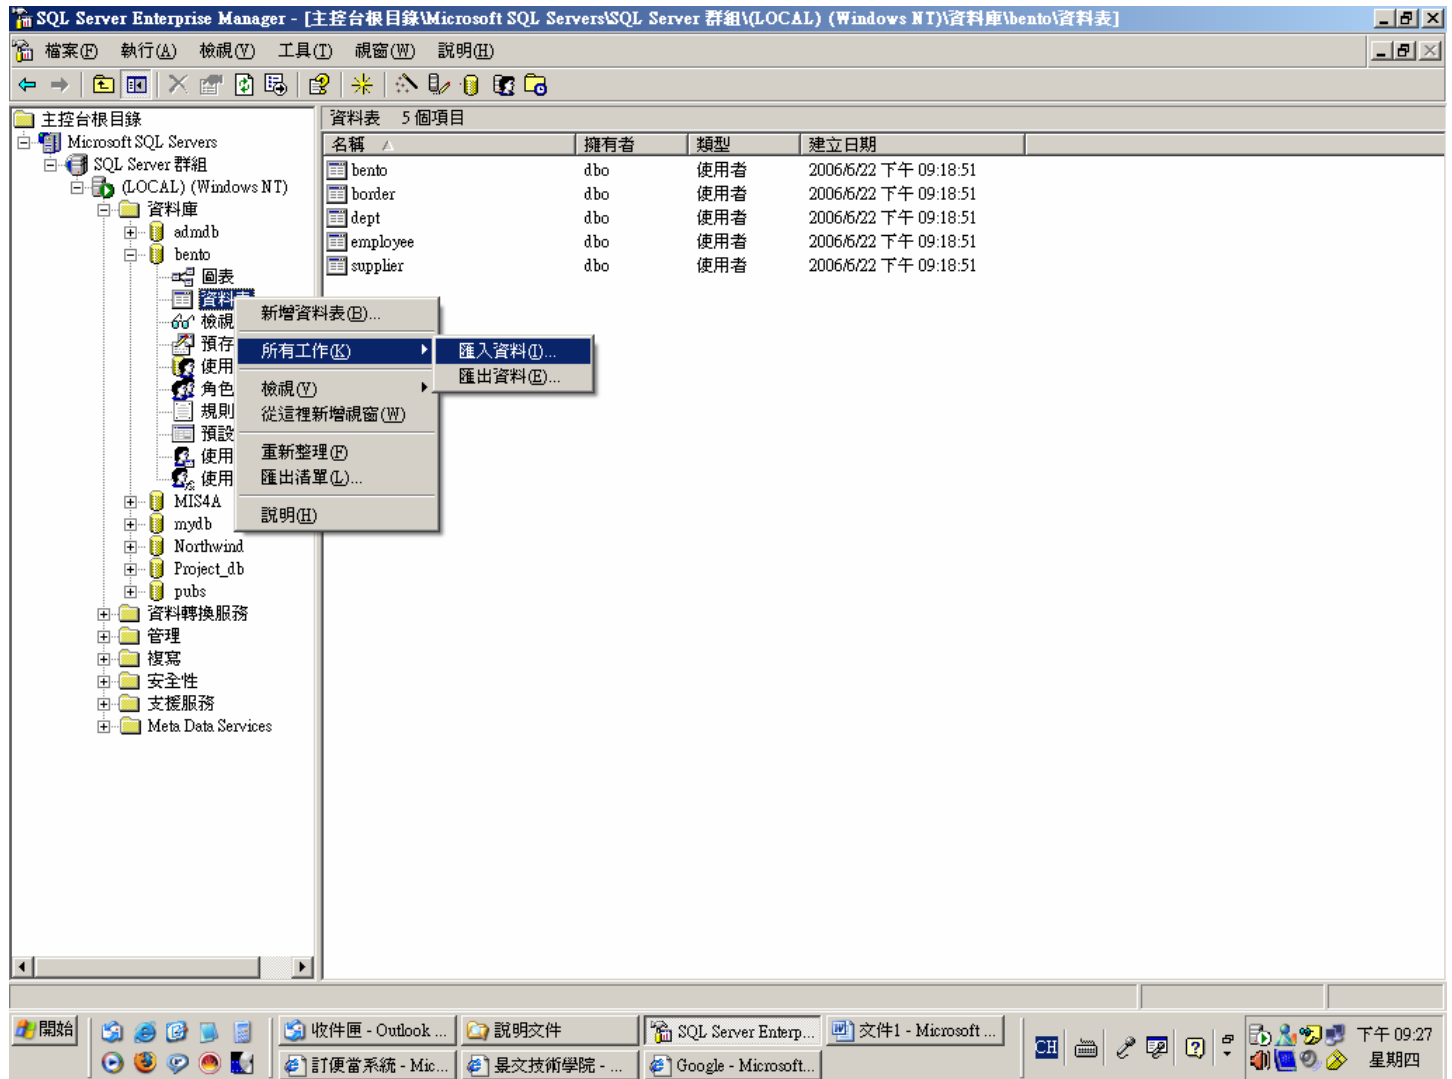 SQL Server Enterprise Manager - [主控台根目錄\Microsoft SQL Servers\SQL Server 群組\(LOCAL) (Windows NT)\資料庫\bento\資料表]
檔案(F) 執行(A) 檢視(V) 工具(T) 視窗(W) 說明(H)
主控台根目錄
Microsoft SQL Servers
SQL Server 群組
(LOCAL) (Windows NT)
資料庫
admdb
bento
圖表
資料表
檢視
預存
使用
角色
規則
預設
使用
使用
MIS4A
mydb
Northwind
Project_db
pubs
資料轉換服務
管理
複寫
安全性
支援服務
Meta Data Services
資料表 5 個項目
名稱 擁有者 類型 建立日期
bento dbo 使用者 2006/6/22 下午 09:18:51
border dbo 使用者 2006/6/22 下午 09:18:51
dept dbo 使用者 2006/6/22 下午 09:18:51
employee dbo 使用者 2006/6/22 下午 09:18:51
supplier dbo 使用者 2006/6/22 下午 09:18:51
新增資料表(B)...
所有工作(K)
檢視(V)
從這裡新增視窗(W)
重新整理(F)
匯出清單(L)...
說明(H)
匯入資料(I)...
匯出資料(E)...
開始 收件匣 - Outlook ... 說明文件 SQL Server Enterp... 文件1 - Microsoft ... CH 下午 09:27
訂便當系統 - Mic... 景文技術學院 - ... Google - Microsoft... 星期四